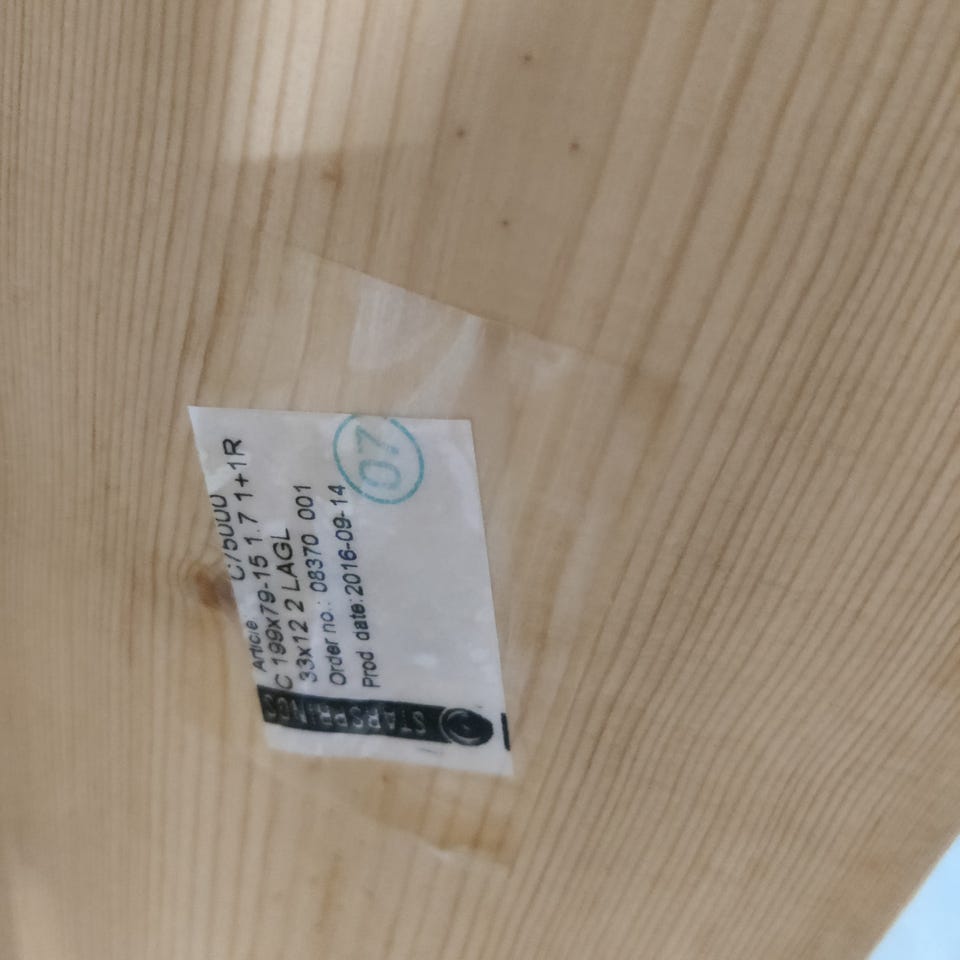 Article C/5000
C 199x79-15 1.7 1+1R
33x12 2 LAGL
Order no.: 08370 001
Prod date:2016-09-14
07
STARSPRINGS